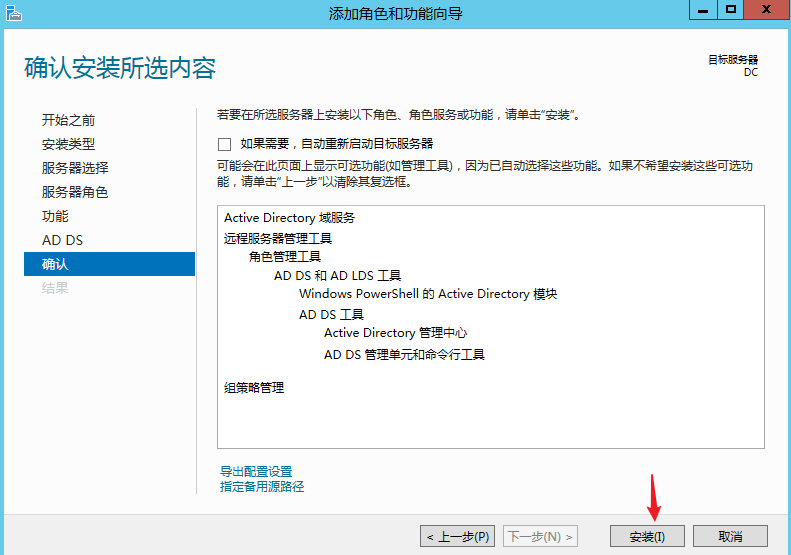 添加角色和功能向导
确认安装所选内容
目标服务器
DC
开始之前
安装类型
服务器选择
服务器角色
功能
AD DS
确认
结果
若要在所选服务器上安装以下角色、角色服务或功能，请单击“安装”。
如果需要，自动重新启动目标服务器
可能会在此页面上显示可选功能(如管理工具)，因为已自动选择这些功能。如果不希望安装这些可选功
能，请单击“上一步”以清除其复选框。
Active Directory 域服务
远程服务器管理工具
角色管理工具
AD DS 和 AD LDS 工具
Windows PowerShell 的 Active Directory 模块
AD DS 工具
Active Directory 管理中心
AD DS 管理单元和命令行工具
组策略管理
导出配置设置
指定备用源路径
< 上一步(P)
下一步(N) >
安装(I)
取消